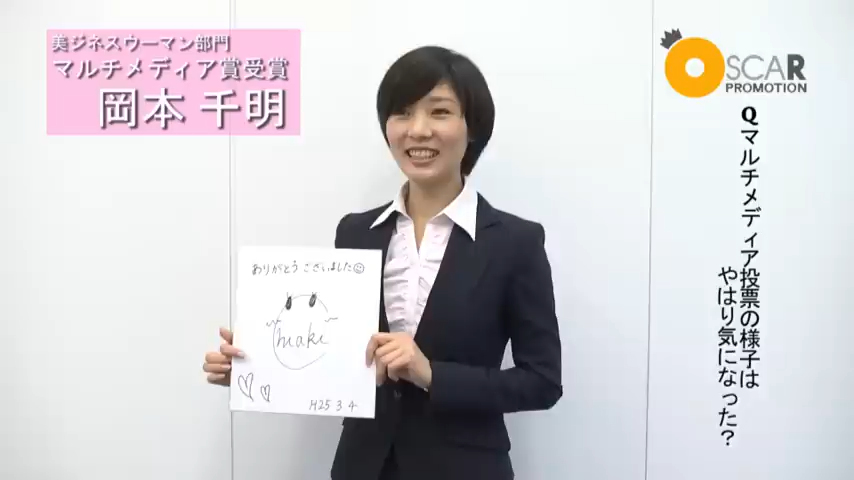 美ジネスウーマン部門
マルチメディア賞受賞
岡本 千明
OSCAR
PROMOTION
Qマルチメディア投票の様子は
やはり気になった?
ありがとうございました
H25 3 4